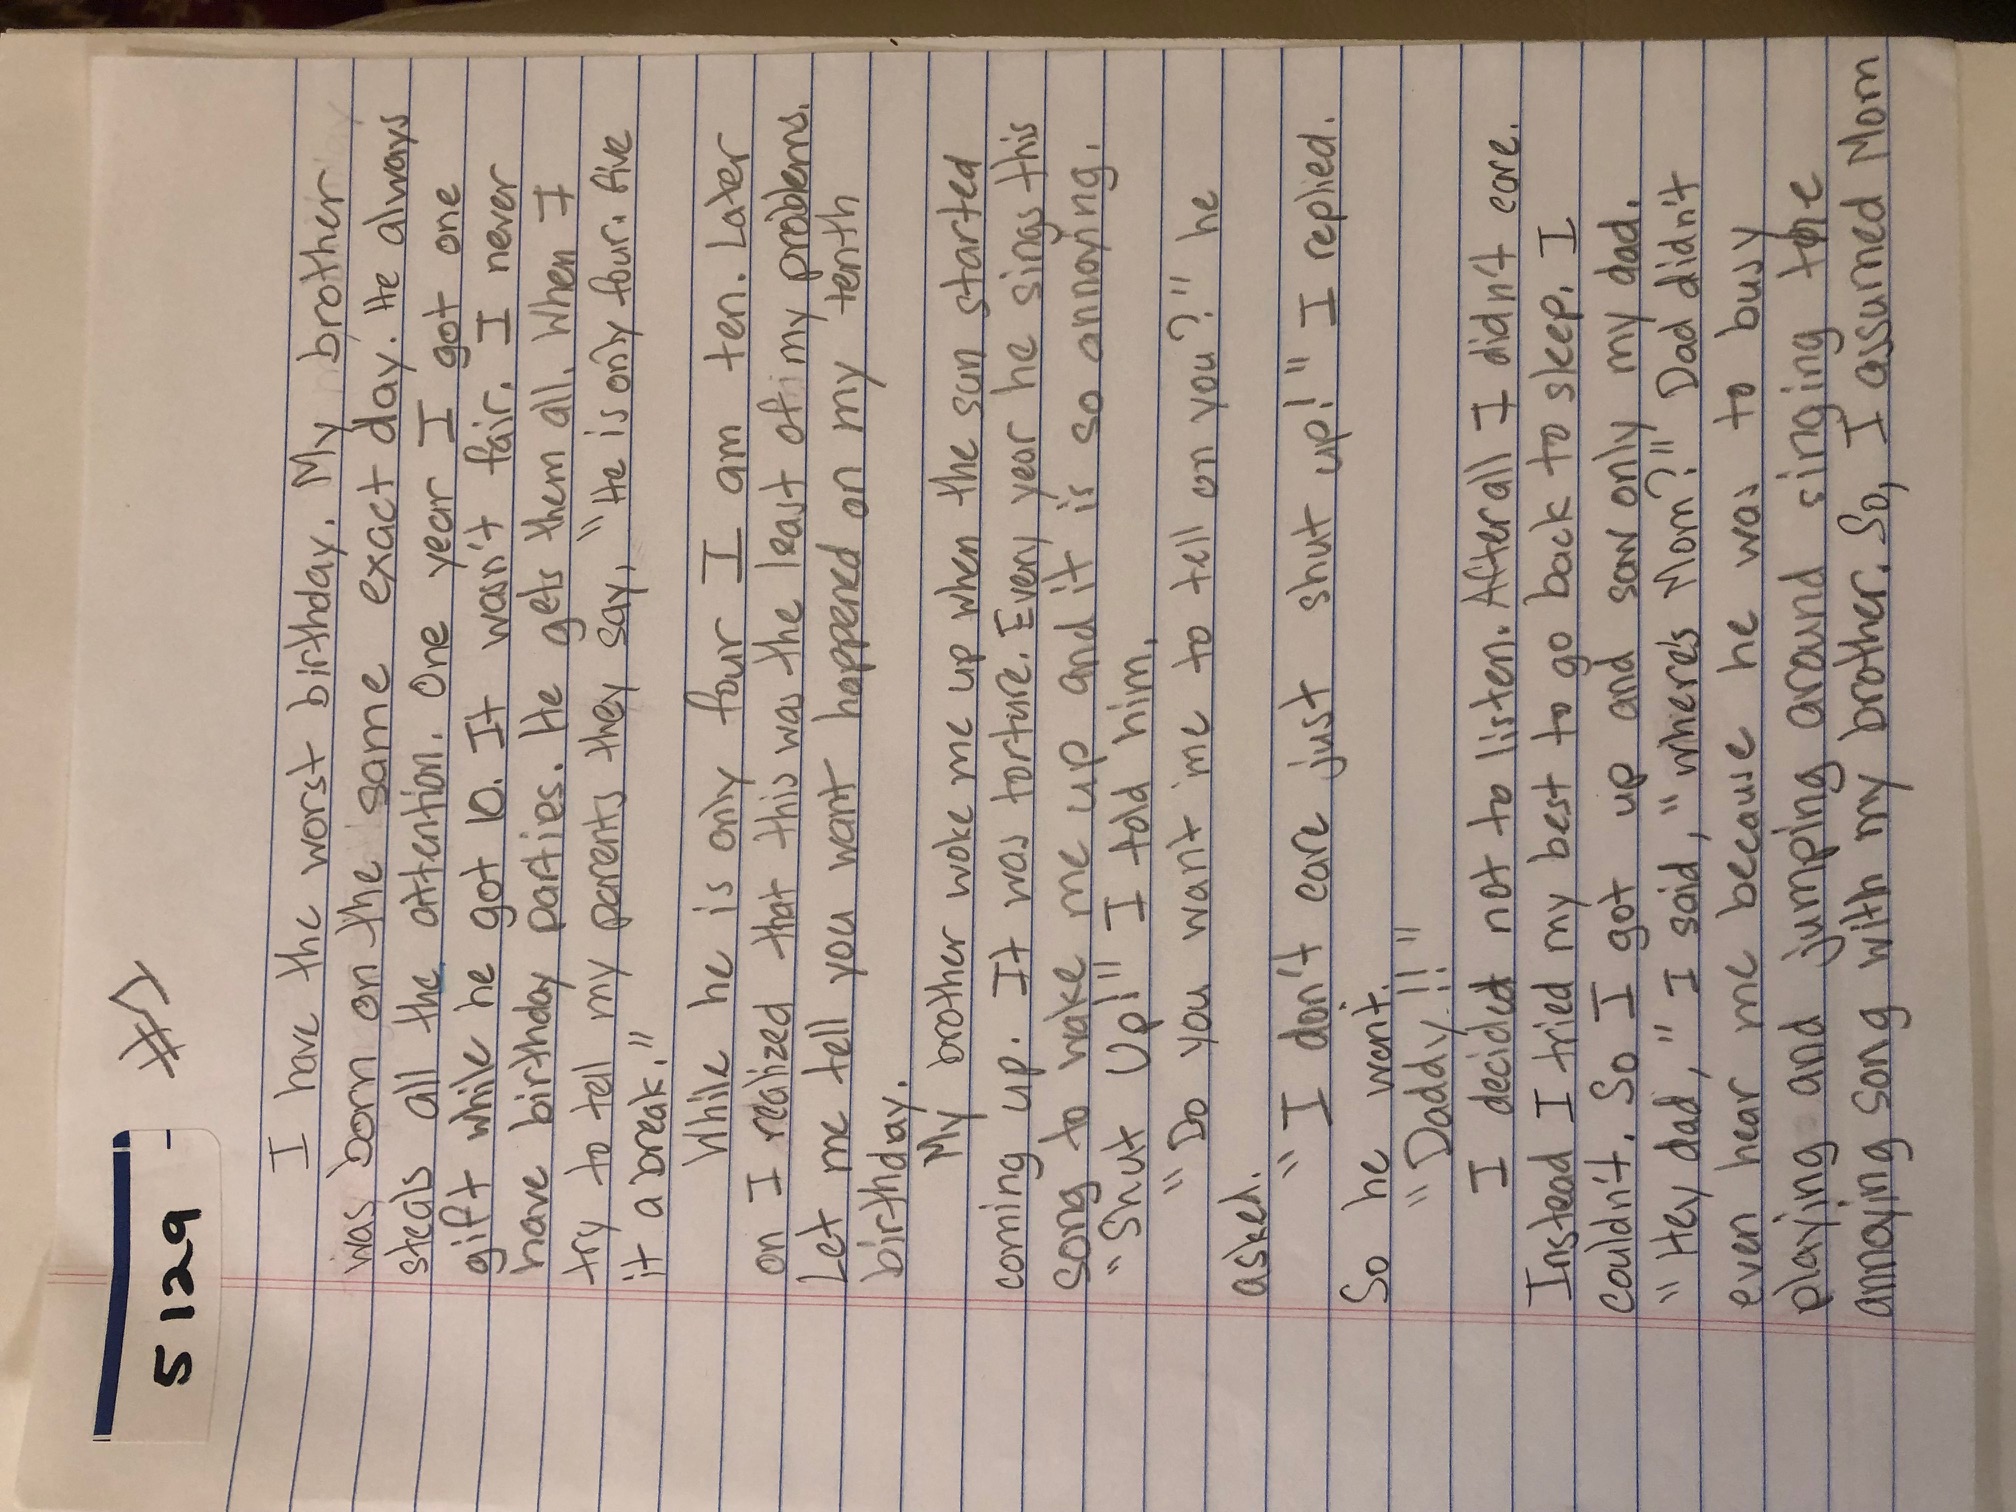 5129
#1
I have the worst birthday. My brother
was born on the same exact day. He always
steals all the attention. One year I got one
gift while he got 10. It wasn't fair. I never
have birthday parties. He gets them all. When I
try to tell my parents they say, "He is only four. Give
it a break."
While he is only four I am ten. Later
on I realized that this was the least of my problems.
Let me tell you want happened on my tenth
birthday.
My brother woke me up when the sun started
coming up. It was torture. Every year he sings this
song to wake me up and it is so annoying.
"Shut Up!" I told him.
"Do you want me to tell on you?" he
asked.
"I don't care just shut up!" I replied.
So he went.
"Daddy!!"
I decided not to listen. After all I didn't care.
Instead I tried my best to go back to sleep. I
couldn't. So I got up and saw only my dad.
"Hey dad," I said, "where's Mom?" Dad didn't
even hear me because he was to busy
playing and jumping around singing the
annoying song with my brother. So, I assumed Mom